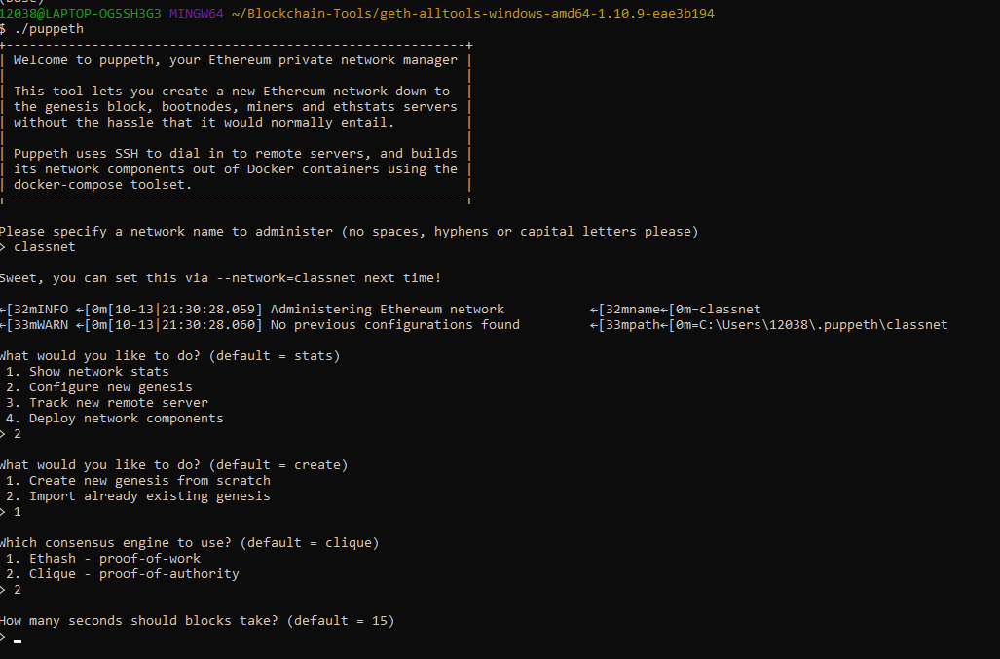 (base)
12038@LAPTOP-OG5SH3G3 MINGW64 ~/Blockchain-Tools/geth-alltools-windows-amd64-1.10.9-eae3b194
$ ./puppeth
+-----------------------------------------------------------+
| Welcome to puppeth, your Ethereum private network manager |
|                                                           |
| This tool lets you create a new Ethereum network down to  |
| the genesis block, bootnodes, miners and ethstats servers |
| without the hassle that it would normally entail.         |
|                                                           |
| Puppeth uses SSH to dial in to remote servers, and builds |
| its network components out of Docker containers using the |
| docker-compose toolset.                                   |
+-----------------------------------------------------------+
Please specify a network name to administer (no spaces, hyphens or capital letters please)
> classnet
Sweet, you can set this via --network=classnet next time!
←[32mINFO ←[0m[10-13|21:30:28.059] Administering Ethereum network           ←[32mname←[0m=classnet
←[33mWARN ←[0m[10-13|21:30:28.060] No previous configurations found         ←[33mpath←[0m=C:\Users\12038\.puppeth\classnet
What would you like to do? (default = stats)
 1. Show network stats
 2. Configure new genesis
 3. Track new remote server
 4. Deploy network components
> 2
What would you like to do? (default = create)
 1. Create new genesis from scratch
 2. Import already existing genesis
> 1
Which consensus engine to use? (default = clique)
 1. Ethash - proof-of-work
 2. Clique - proof-of-authority
> 2
How many seconds should blocks take? (default = 15)
>